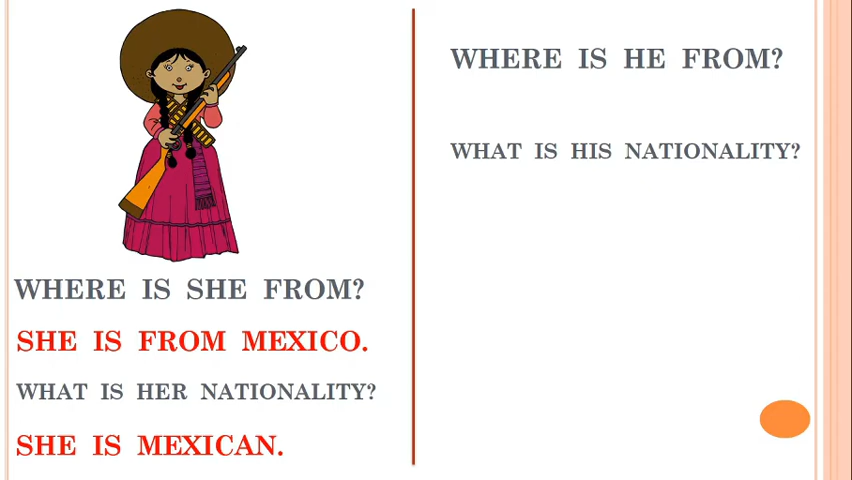 WHERE IS SHE FROM?
SHE IS FROM MEXICO.
WHAT IS HER NATIONALITY?
SHE IS MEXICAN.
WHERE IS HE FROM?
WHAT IS HIS NATIONALITY?